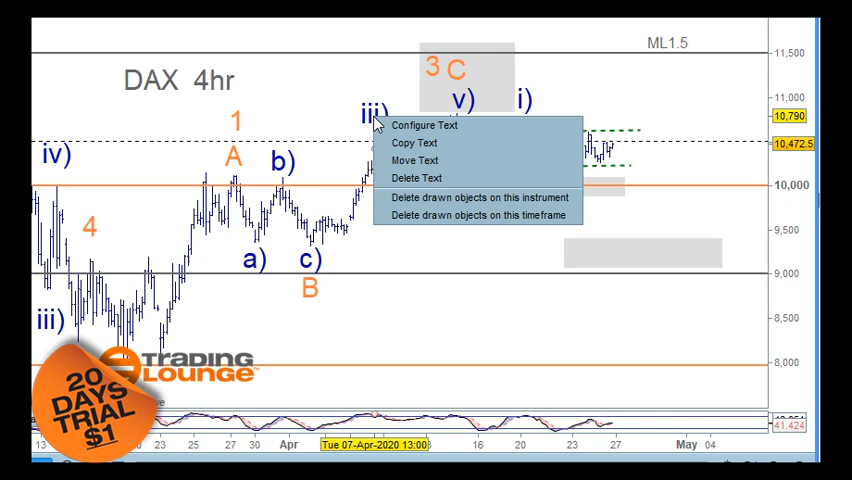 ML1.5
11,500
3 C
DAX 4hr
v)
i)
11,000
iii)
10,790
1
Configure Text
Copy Text
10,472.5
iv)
A
b)
Move Text
Delete Text
10,000
Delete drawn objects on this instrument
Delete drawn objects on this timeframe
4
9,500
a)
c)
9,000
B
iii)
8,500
TRADING
LOUNGE™
8,000
20
DAYS
TRIAL
$1
41.424
13
23
25
27
30
Apr
Tue 07-Apr-2020 13:00
16
20
23
27
May
04